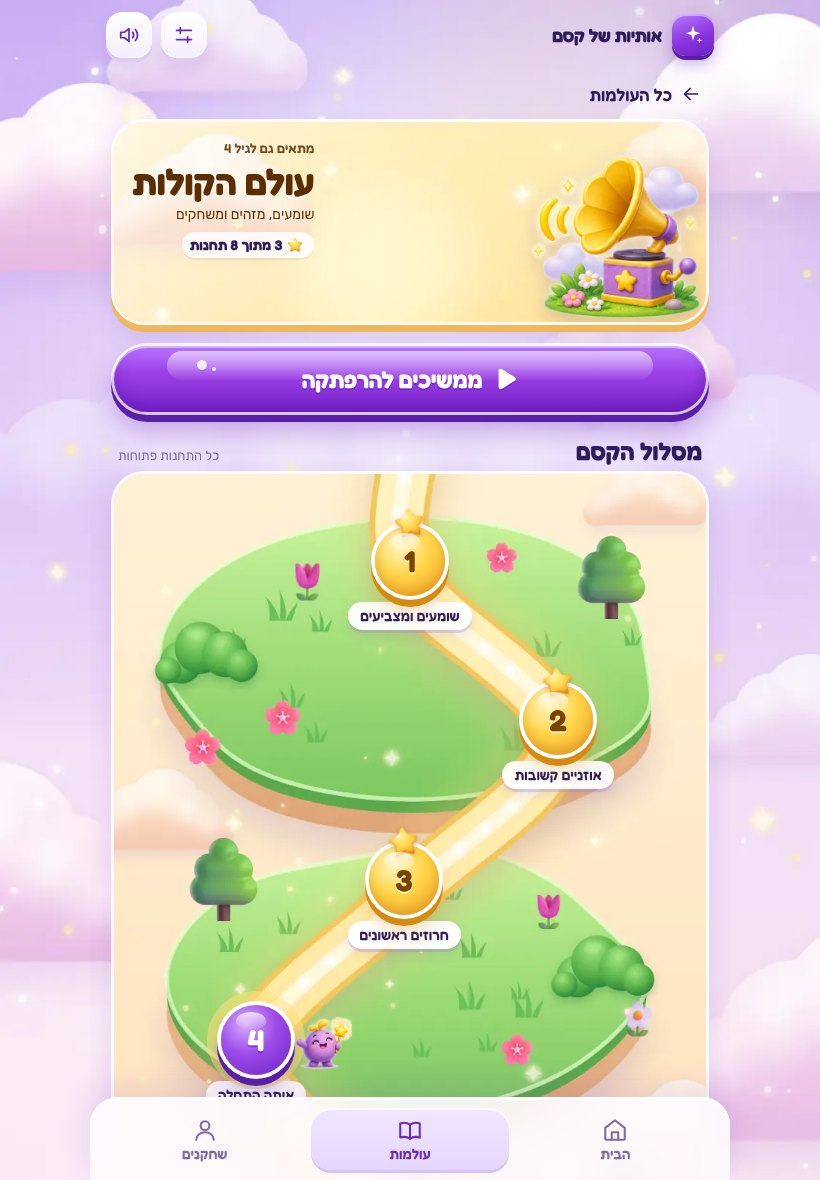 אותיות של קסם
כל העולמות
מתאים גם לגיל 4
עולם הקולות
שומעים, מזהים ומשחקים
3 מתוך 8 תחנות
ממשיכים להרפתקה
מסלול הקסם
כל התחנות פתוחות
1
שומעים ומצביעים
2
אוזניים קשובות
3
חרוזים ראשונים
4
אותה התחלה
הבית
עולמות
שחקנים